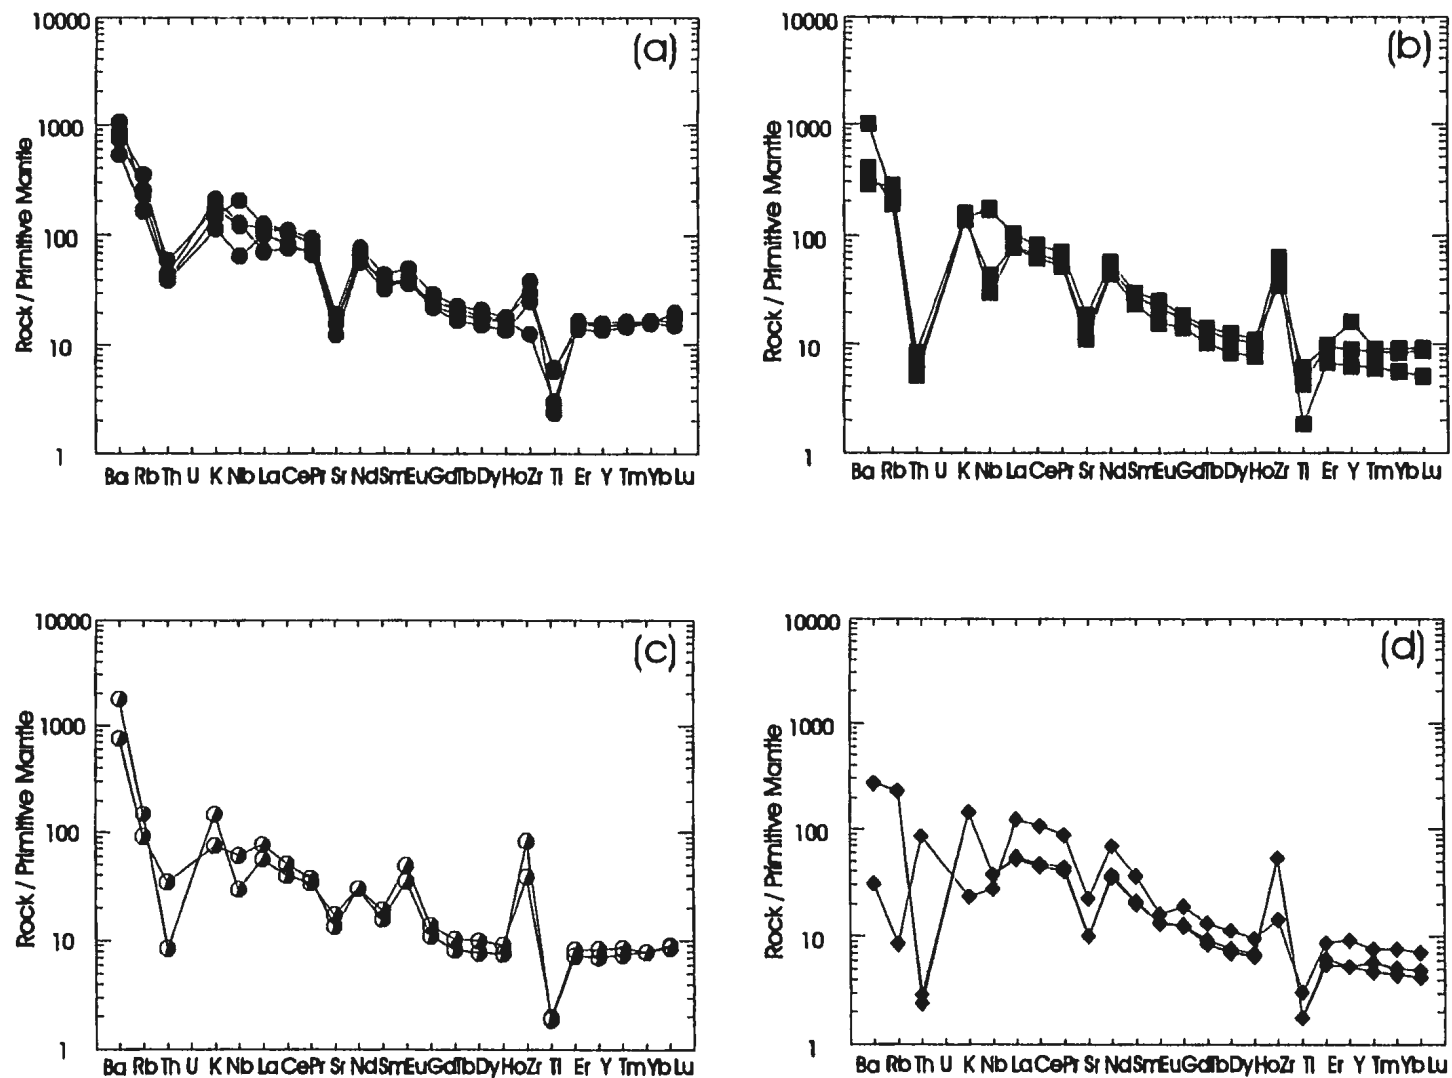 10000
(a)
1000
100
10
1
Rock / Primitive Mantle
Ba Rb Th U K Nb La Ce Pr Sr Nd Sm Eu Gd Tb Dy Ho Zr Ti Er Y Tm Yb Lu
10000
(b)
1000
100
10
1
Rock / Primitive Mantle
Ba Rb Th U K Nb La Ce Pr Sr Nd Sm Eu Gd Tb Dy Ho Zr Ti Er Y Tm Yb Lu
10000
(c)
1000
100
10
1
Rock / Primitive Mantle
Ba Rb Th U K Nb La Ce Pr Sr Nd Sm Eu Gd Tb Dy Ho Zr Ti Er Y Tm Yb Lu
10000
(d)
1000
100
10
1
Rock / Primitive Mantle
Ba Rb Th U K Nb La Ce Pr Sr Nd Sm Eu Gd Tb Dy Ho Zr Ti Er Y Tm Yb Lu